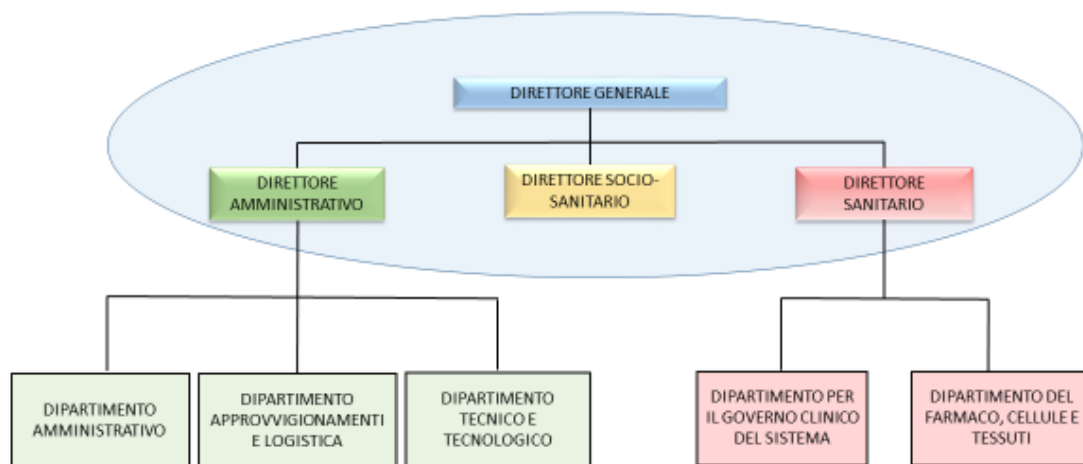 DIRETTORE GENERALE
DIRETTORE
AMMINISTRATIVO
DIRETTORE SOCIO-
SANITARIO
DIRETTORE
SANITARIO
DIPARTIMENTO
AMMINISTRATIVO
DIPARTIMENTO
APPROVVIGIONAMENTI
E LOGISTICA
DIPARTIMENTO
TECNICO E
TECNOLOGICO
DIPARTIMENTO PER
IL GOVERNO CLINICO
DEL SISTEMA
DIPARTIMENTO DEL
FARMACO, CELLULE E
TESSUTI